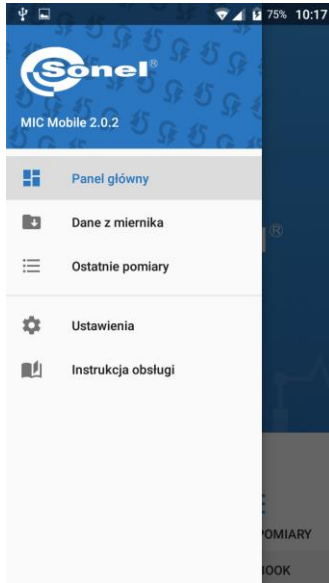 75% 10:17
Sonel®
MIC Mobile 2.0.2
Panel główny
Dane z miernika
Ostatnie pomiary
Ustawienia
Instrukcja obsługi
®
POMIARY
BOOK